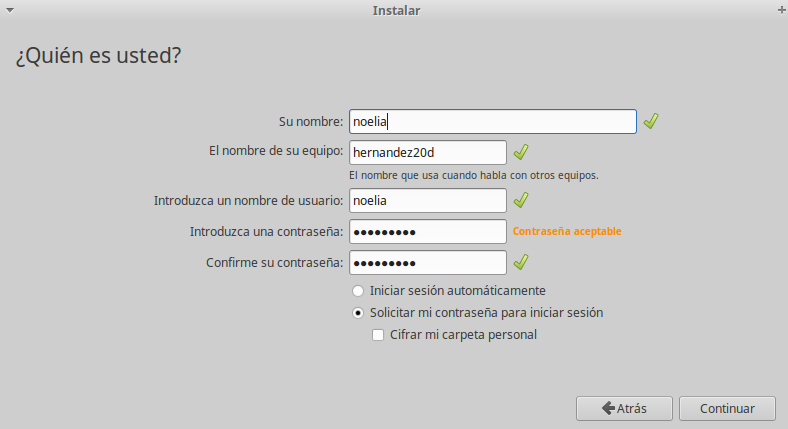 Instalar
¿Quién es usted?
Su nombre: noelia
El nombre de su equipo: hernandez20d
El nombre que usa cuando habla con otros equipos.
Introduzca un nombre de usuario: noelia
Introduzca una contraseña: ●●●●●●●●● Contraseña aceptable
Confirme su contraseña: ●●●●●●●●●
Iniciar sesión automáticamente
Solicitar mi contraseña para iniciar sesión
Cifrar mi carpeta personal
Atrás Continuar